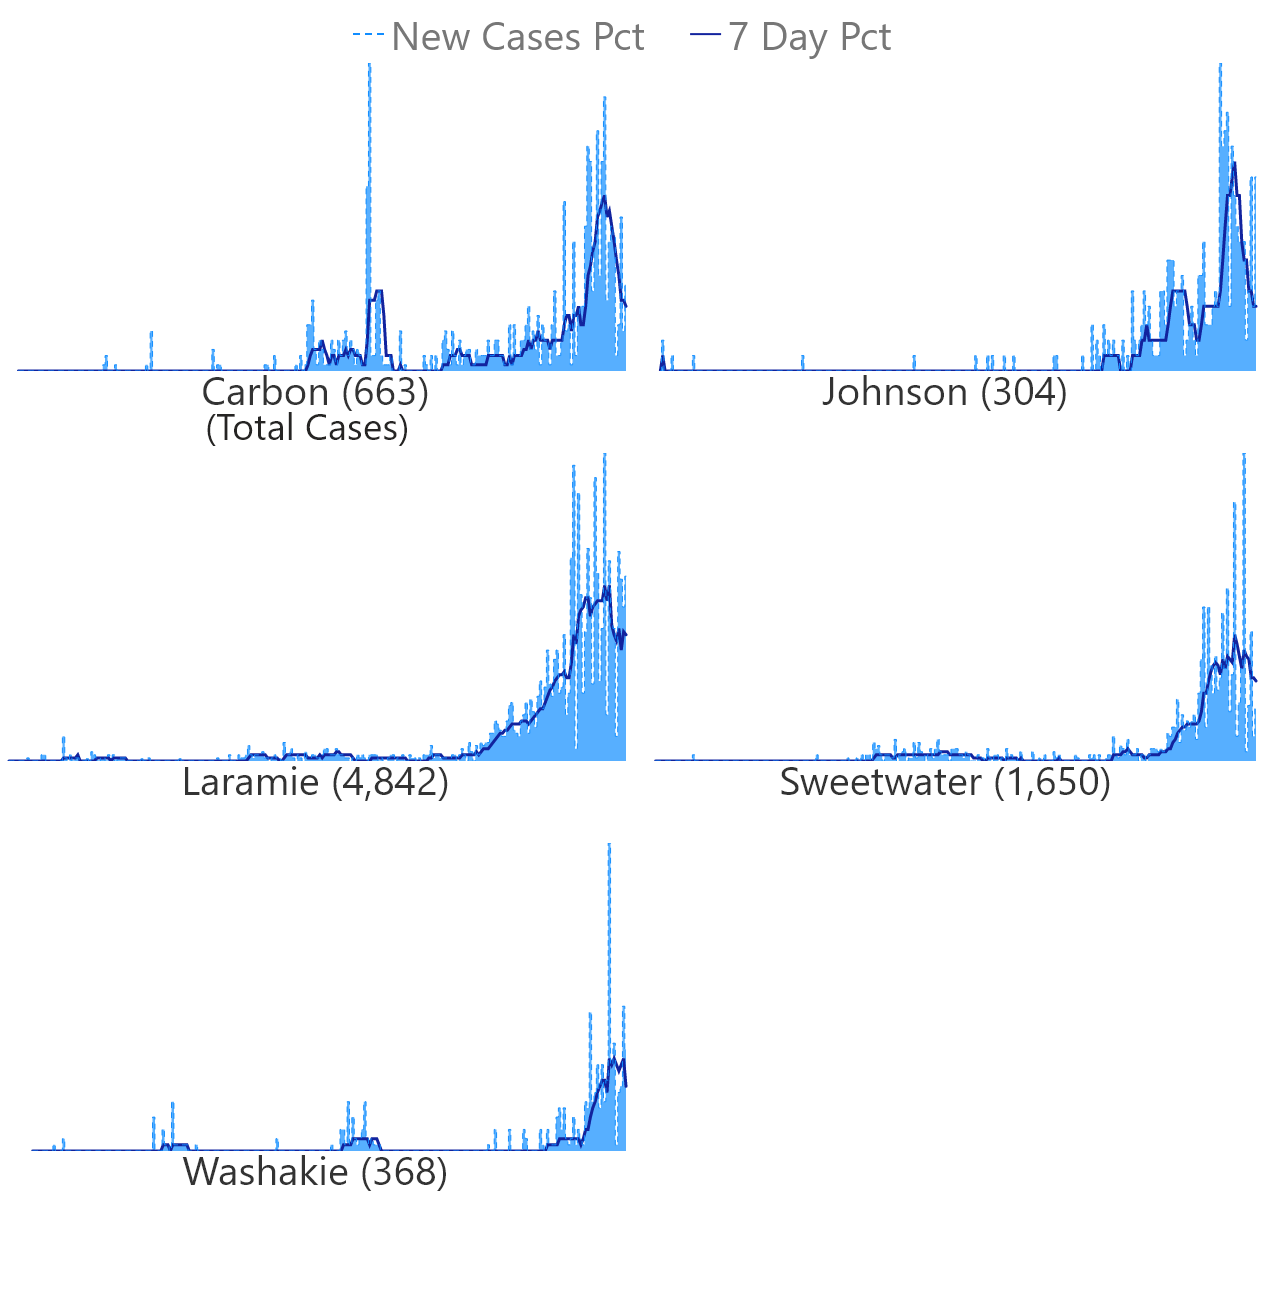 New Cases Pct 7 Day Pct
Carbon (663)
(Total Cases)
Johnson (304)
Laramie (4,842)
Sweetwater (1,650)
Washakie (368)